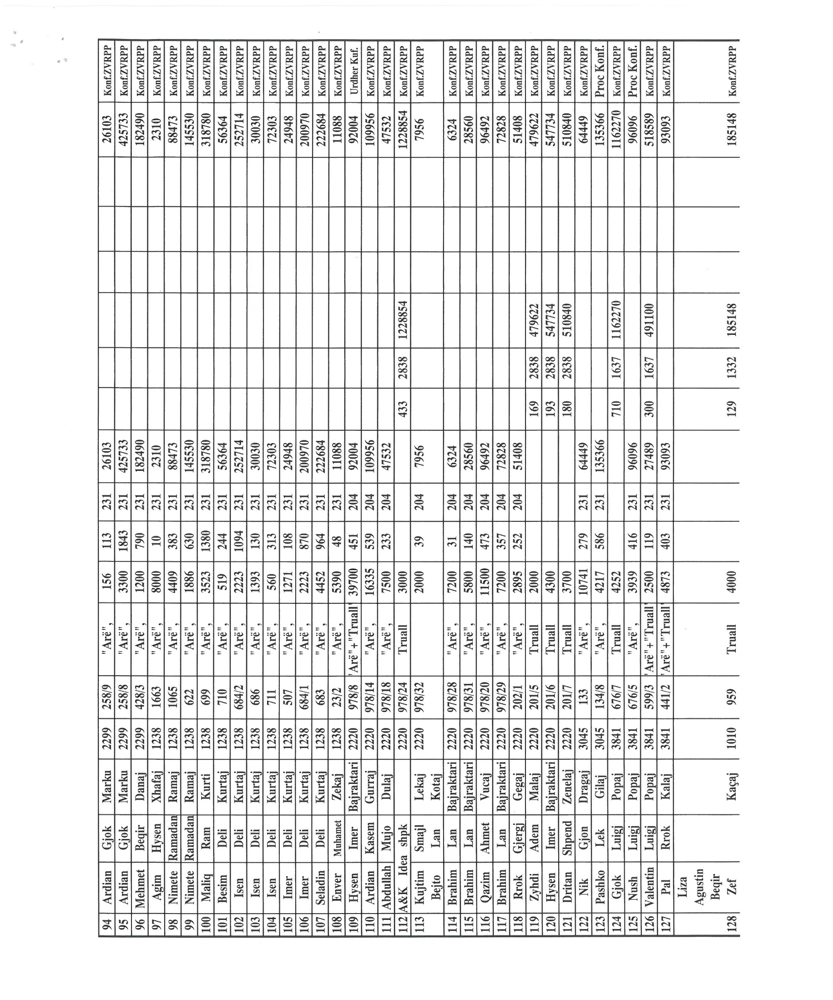 94 Ardian Gjok Marku 2299 258/9 "Arë", 156 113 231 26103 26103 Konf.ZVRPP
95 Ardian Gjok Marku 2299 258/8 "Arë", 3300 1843 231 425733 425733 Konf.ZVRPP
96 Mehmet Beqir Danaj 2299 428/3 "Arë", 1200 790 231 182490 182490 Konf.ZVRPP
97 Agim Hysen Xhafaj 1238 1663 "Arë", 8000 10 231 2310 2310 Konf.ZVRPP
98 Nimete Ramadan Ramaj 1238 1065 "Arë", 4409 383 231 88473 88473 Konf.ZVRPP
99 Nimete Ramadan Ramaj 1238 622 "Arë", 1886 630 231 145530 145530 Konf.ZVRPP
100 Maliq Ram Kurti 1238 699 "Arë", 3523 1380 231 318780 318780 Konf.ZVRPP
101 Besim Deli Kurtaj 1238 710 "Arë", 519 244 231 56364 56364 Konf.ZVRPP
102 Isen Deli Kurtaj 1238 684/2 "Arë", 2223 1094 231 252714 252714 Konf.ZVRPP
103 Isen Deli Kurtaj 1238 686 "Arë", 1393 130 231 30030 30030 Konf.ZVRPP
104 Isen Deli Kurtaj 1238 711 "Arë", 560 313 231 72303 72303 Konf.ZVRPP
105 Imer Deli Kurtaj 1238 507 "Arë", 1271 108 231 24948 24948 Konf.ZVRPP
106 Imer Deli Kurtaj 1238 684/1 "Arë", 2223 870 231 200970 200970 Konf.ZVRPP
107 Seladin Deli Kurtaj 1238 683 "Arë", 4452 964 231 222684 222684 Konf.ZVRPP
108 Enver Muhamet Zekaj 1238 23/2 "Arë", 5390 48 231 11088 11088 Konf.ZVRPP
109 Hysen Imer Bajraktari 2220 978/8 'Arë"+"Truall' 39700 451 204 92004 92004 Urdher Kuf.
110 Ardian Kasem Gurraj 2220 978/14 "Arë", 16335 539 204 109956 109956 Konf.ZVRPP
111 Abdullah Mujo Dulaj 2220 978/18 "Arë", 7500 233 204 47532 47532 Konf.ZVRPP
112 A&K Idea shpk 2220 978/24 Truall 3000 433 2838 1228854 1228854 Konf.ZVRPP
113 Kujtim Smajl Lekaj 2220 978/32 2000 39 204 7956 7956 Konf.ZVRPP
Bejto Lan Kotaj
114 Brahim Lan Bajraktari 2220 978/28 "Arë", 7200 31 204 6324 6324 Konf.ZVRPP
115 Brahim Lan Bajraktari 2220 978/31 "Arë", 5800 140 204 28560 28560 Konf.ZVRPP
116 Qazim Ahmet Vucaj 2220 978/20 "Arë", 11500 473 204 96492 96492 Konf.ZVRPP
117 Brahim Lan Bajraktari 2220 978/29 "Arë", 7200 357 204 72828 72828 Konf.ZVRPP
118 Rrok Gjergj Gegaj 2220 202/1 "Arë", 2895 252 204 51408 51408 Konf.ZVRPP
119 Zyhdi Adem Malaj 2220 201/5 Truall 2000 169 2838 479622 479622 Konf.ZVRPP
120 Hysen Imer Bajraktari 2220 201/6 Truall 4300 193 2838 547734 547734 Konf.ZVRPP
121 Dritan Shpend Zenelaj 2220 201/7 Truall 3700 180 2838 510840 510840 Konf.ZVRPP
122 Nik Gjon Dragaj 3045 133 "Arë", 10741 279 231 64449 64449 Konf.ZVRPP
123 Pashko Lek Gilaj 3045 134/8 "Arë", 4217 586 231 135366 135366 Proc Konf.
124 Gjok Luigj Popaj 3841 676/7 Truall 4252 710 1637 1162270 1162270 Konf.ZVRPP
125 Nush Luigj Popaj 3841 676/5 "Arë", 3939 416 231 96096 96096 Proc Konf.
126 Valentin Luigj Popaj 3841 599/3 'Arë"+"Truall' 2500 119 231 27489 300 1637 491100 518589 Konf.ZVRPP
127 Pal Rrok Kalaj 3841 441/2 'Arë"+"Truall' 4873 403 231 93093 93093 Konf.ZVRPP
Liza
Agustin
Beqir
128 Zef Kaçaj 1010 959 Truall 4000 129 1332 185148 185148 Konf.ZVRPP